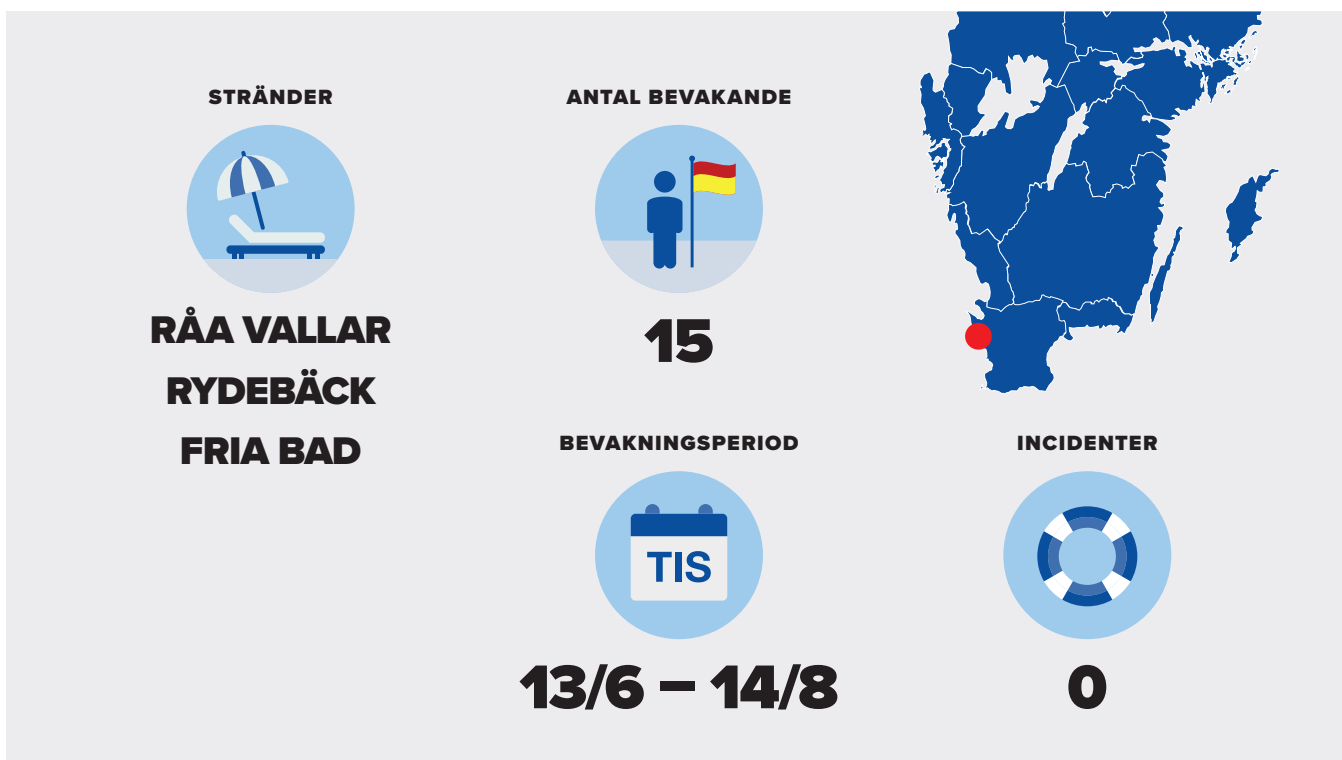 STRÄNDER
RÅA VALLAR
RYDEBÄCK
FRIA BAD
ANTAL BEVAKANDE
15
BEVAKNINGSPERIOD
TIS
13/6 – 14/8
INCIDENTER
0